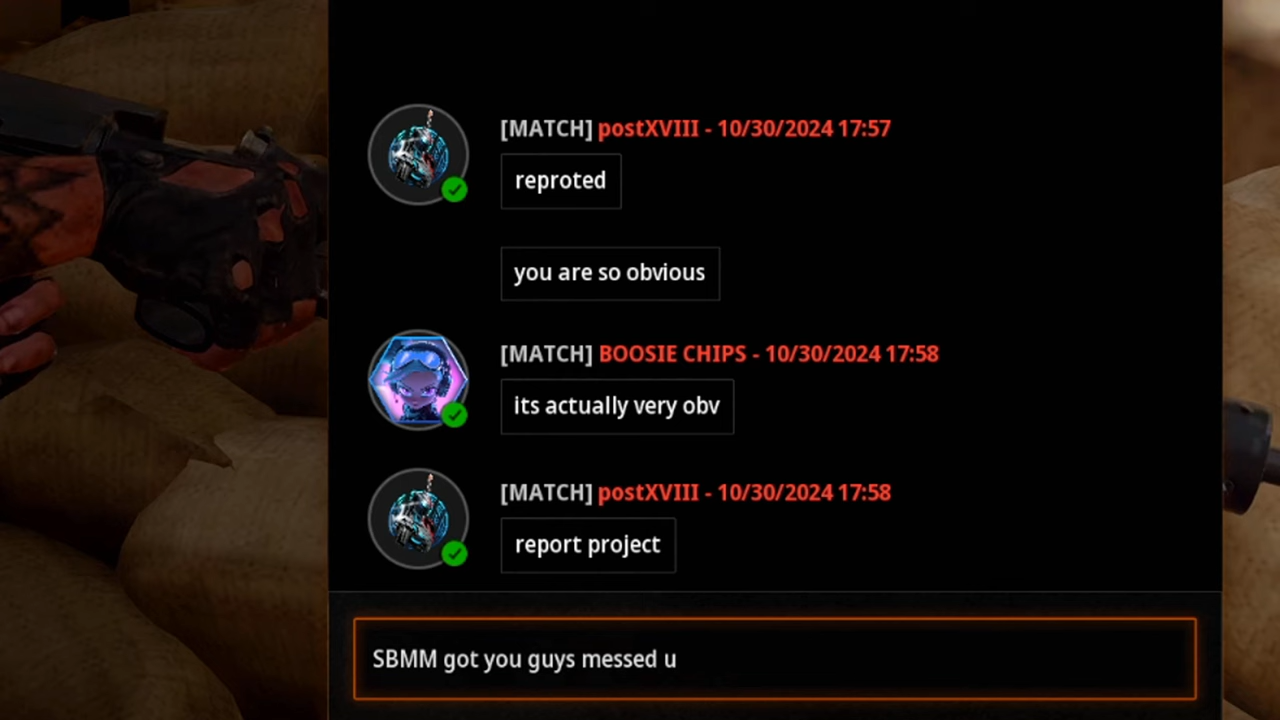 [MATCH] postXVIII - 10/30/2024 17:57
reproted
you are so obvious
[MATCH] BOOSIE CHIPS - 10/30/2024 17:58
its actually very obv
[MATCH] postXVIII - 10/30/2024 17:58
report project
SBMM got you guys messed u